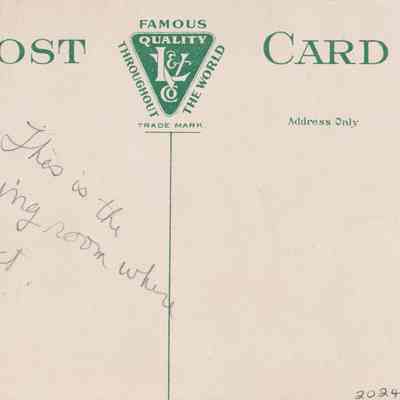 OST CARD
FAMOUS
QUALITY
THROUGHOUT THE WORLD
& Co
TRADE MARK.
Address Only
This is the
ing room where
ct.
2024